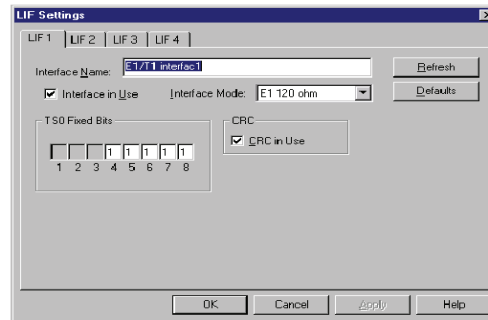 LIF Settings
LIF 1 LIF 2 LIF 3 LIF 4
Interface Name: E1/T1 interfac1 Refresh
Interface in Use Interface Mode: E1 120 ohm Defaults
TS0 Fixed Bits CRC
CRC in Use
1 1 1 1 1
1 2 3 4 5 6 7 8
OK Cancel Apply Help